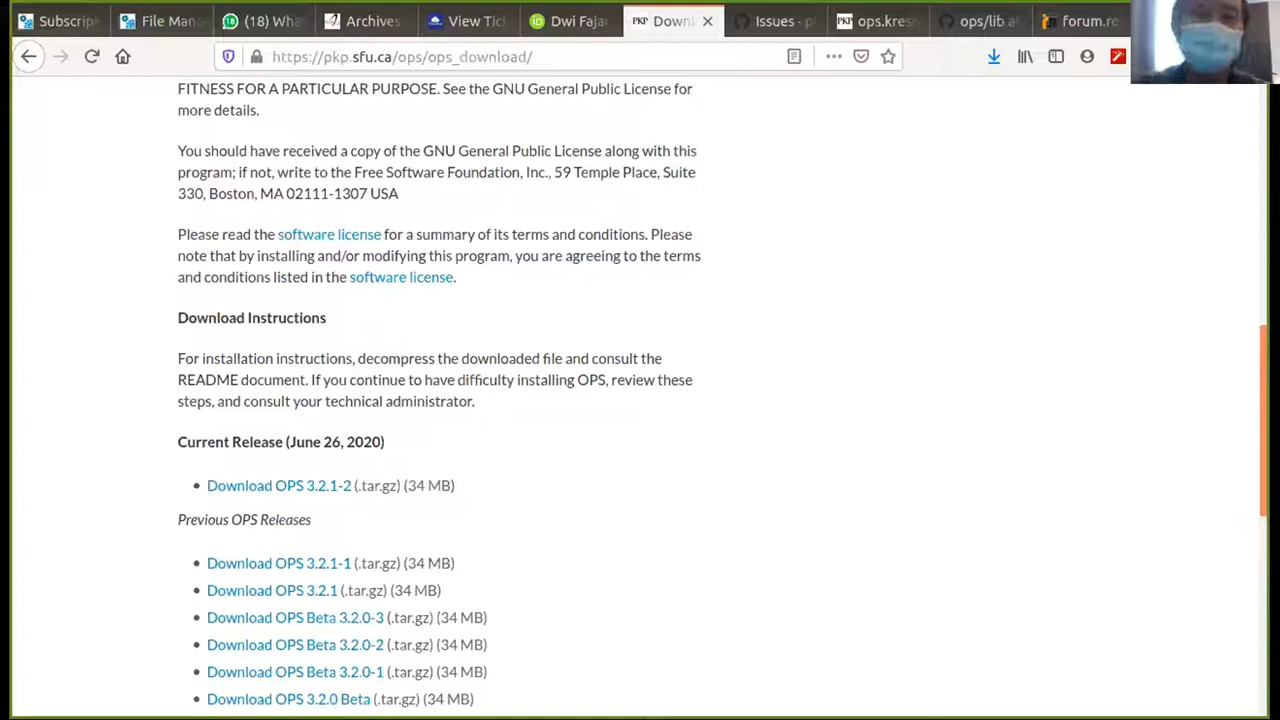 Subscrip
File Man
(18) Wha
Archives
View Tic
Dwi Fajar
PKP
Down
Issues · p
PKP
ops.kres
ops/lib a
forum.re
https://pkp.sfu.ca/ops/ops_download/
FITNESS FOR A PARTICULAR PURPOSE. See the GNU General Public License for
more details.
You should have received a copy of the GNU General Public License along with this
program; if not, write to the Free Software Foundation, Inc., 59 Temple Place, Suite
330, Boston, MA 02111-1307 USA
Please read the software license for a summary of its terms and conditions. Please
note that by installing and/or modifying this program, you are agreeing to the terms
and conditions listed in the software license.
Download Instructions
For installation instructions, decompress the downloaded file and consult the
README document. If you continue to have difficulty installing OPS, review these
steps, and consult your technical administrator.
Current Release (June 26, 2020)
Download OPS 3.2.1-2 (.tar.gz) (34 MB)
Previous OPS Releases
Download OPS 3.2.1-1 (.tar.gz) (34 MB)
Download OPS 3.2.1 (.tar.gz) (34 MB)
Download OPS Beta 3.2.0-3 (.tar.gz) (34 MB)
Download OPS Beta 3.2.0-2 (.tar.gz) (34 MB)
Download OPS Beta 3.2.0-1 (.tar.gz) (34 MB)
Download OPS 3.2.0 Beta (.tar.gz) (34 MB)